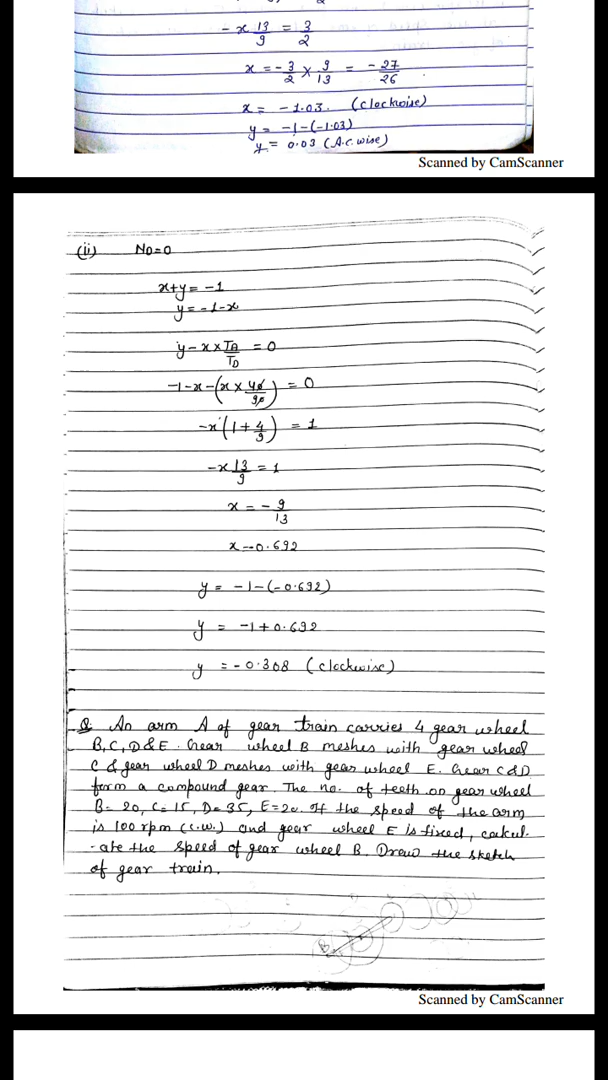 - x 13/9 = 3/2
x = - 3/2 x 9/13 = - 27/26
x = - 1.03. (clockwise)
y = -1-(-1.03)
y = 0.03 (A.C.wise)
Scanned by CamScanner
(ii) ND=0
x+y = -1
y = -1-x
y - x x TA/TD = 0
-1-x-(x x 40/90) = 0
-x(1 + 4/9) = 1
-x 13/9 = 1
x = - 9/13
x -0.692
y = -1-(-0.692)
y = -1+0.692
y = -0.308 (clockwise)
Q An arm A of gear train carries 4 gear wheel
B, C, D & E. Gear wheel B meshes with gear wheel
C & gear wheel D meshes with gear wheel E. Gear C & D
form a compound gear. The no. of teeth on gear wheel
B= 20, C= 15, D= 35, E=20. If the speed of the arm
is 100 rpm (c.w.) and gear wheel E is fixed, calcul-
-ate the speed of gear wheel B. Draw the sketch
of gear train.
B
Scanned by CamScanner